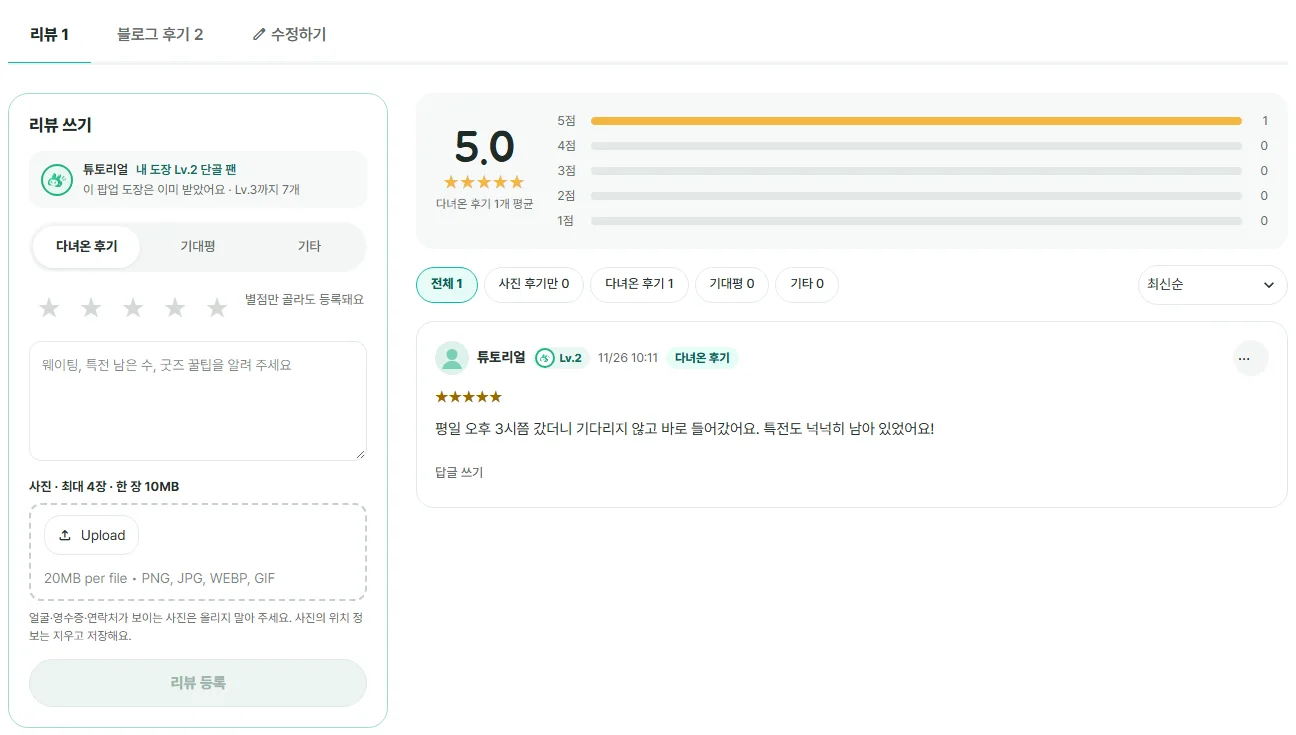 리뷰 1
블로그 후기 2
수정하기
리뷰 쓰기
튜토리얼 내 도장 Lv.2 단골 팬
이 팝업 도장은 이미 받았어요 · Lv.3까지 7개
다녀온 후기
기대평
기타
별점만 골라도 등록돼요
웨이팅, 특전 남은 수, 굿즈 꿀팁을 알려 주세요
사진 · 최대 4장 · 한 장 10MB
Upload
20MB per file • PNG, JPG, WEBP, GIF
얼굴·영수증·연락처가 보이는 사진은 올리지 말아 주세요. 사진의 위치 정
보는 지우고 저장해요.
리뷰 등록
5.0
다녀온 후기 1개 평균
5점 1
4점 0
3점 0
2점 0
1점 0
전체 1
사진 후기만 0
다녀온 후기 1
기대평 0
기타 0
최신순
튜토리얼 Lv.2 11/26 10:11 다녀온 후기
평일 오후 3시쯤 갔더니 기다리지 않고 바로 들어갔어요. 특전도 넉넉히 남아 있었어요!
답글 쓰기